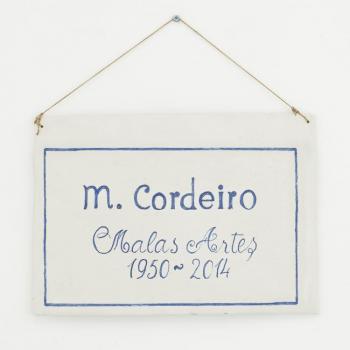 M. Cordeiro
Malas Artes
1950~2014